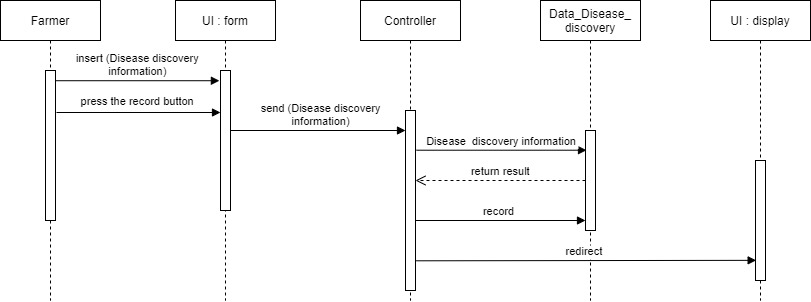 Farmer
UI : form
Controller
Data_Disease_
discovery
UI : display
insert (Disease discovery
information)
press the record button
send (Disease discovery
information)
Disease discovery information
return result
record
redirect